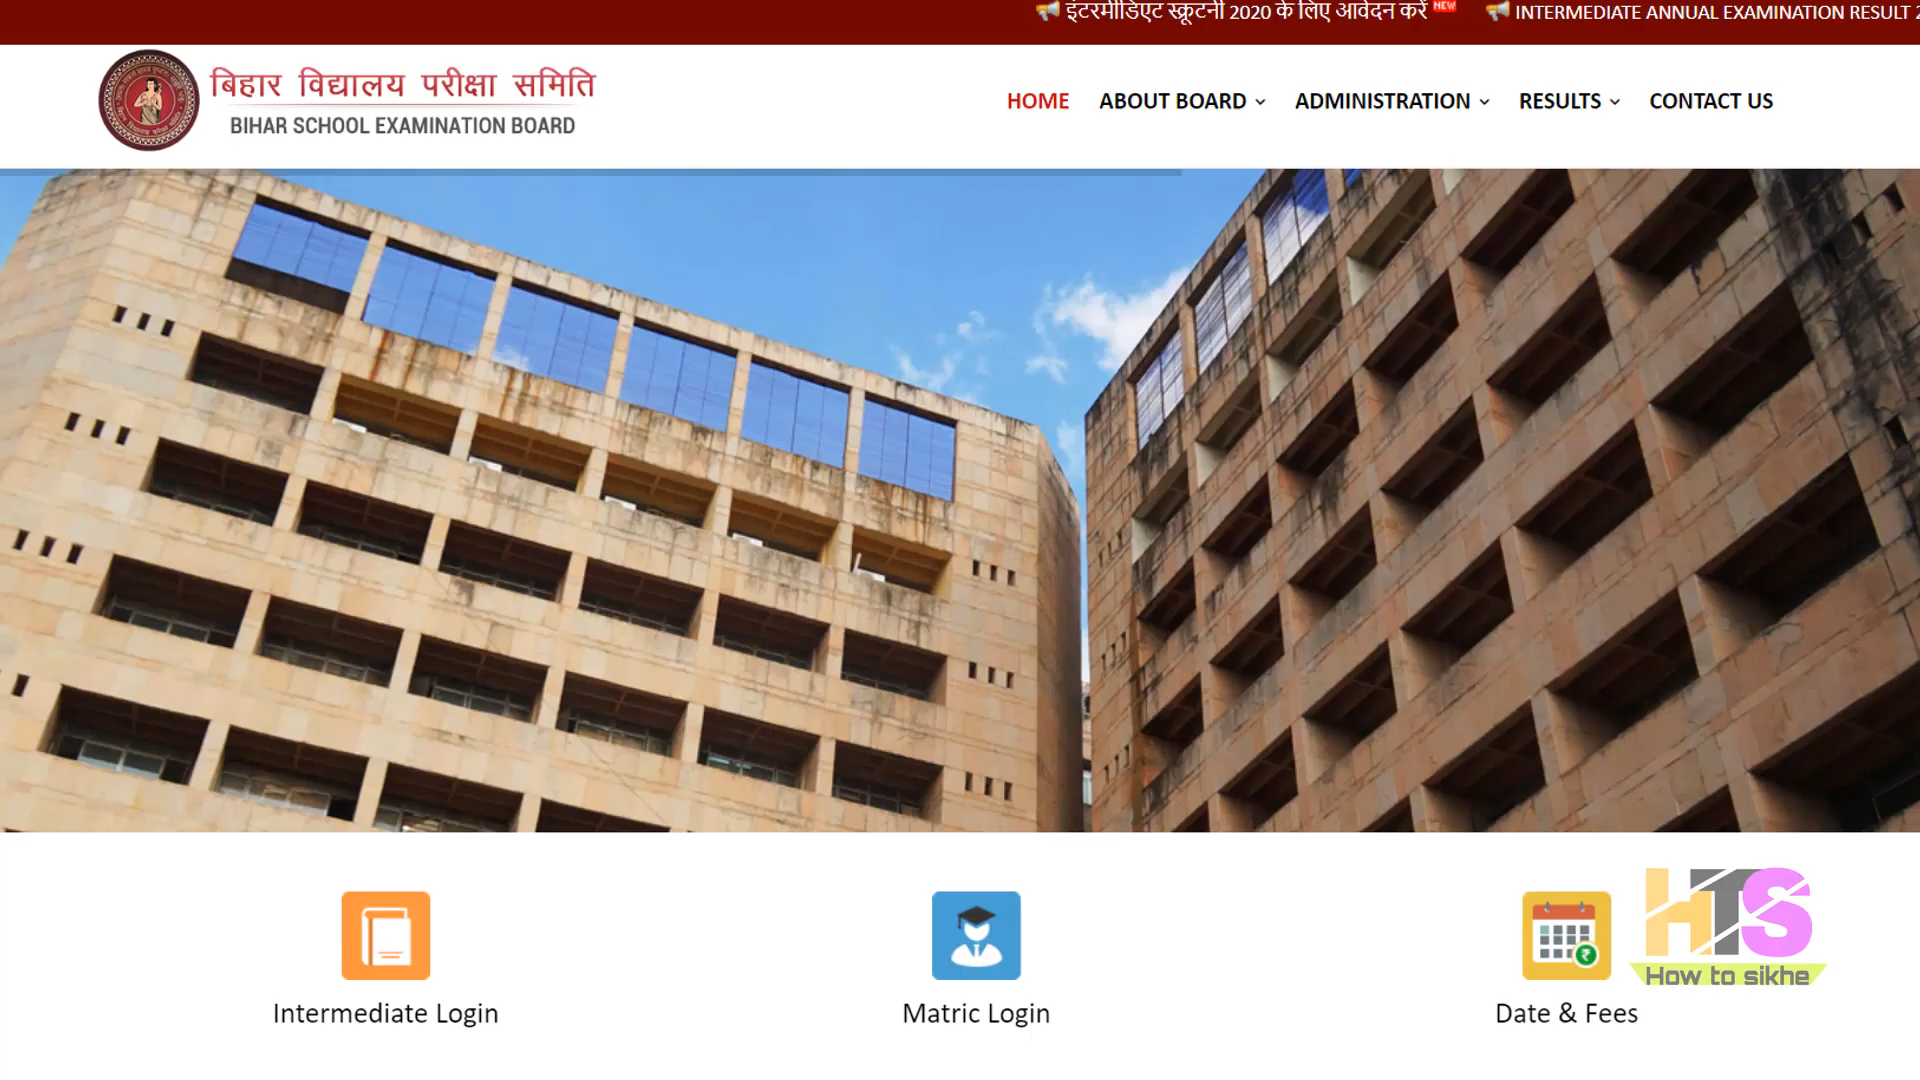 इंटरमीडिएट स्क्रूटनी 2020 के लिए आवेदन करें NEW INTERMEDIATE ANNUAL EXAMINATION RESULT 2
बिहार विद्यालय परीक्षा समिति
BIHAR SCHOOL EXAMINATION BOARD
HOME ABOUT BOARD ADMINISTRATION RESULTS CONTACT US
HTS
How to sikhe
Intermediate Login Matric Login Date & Fees